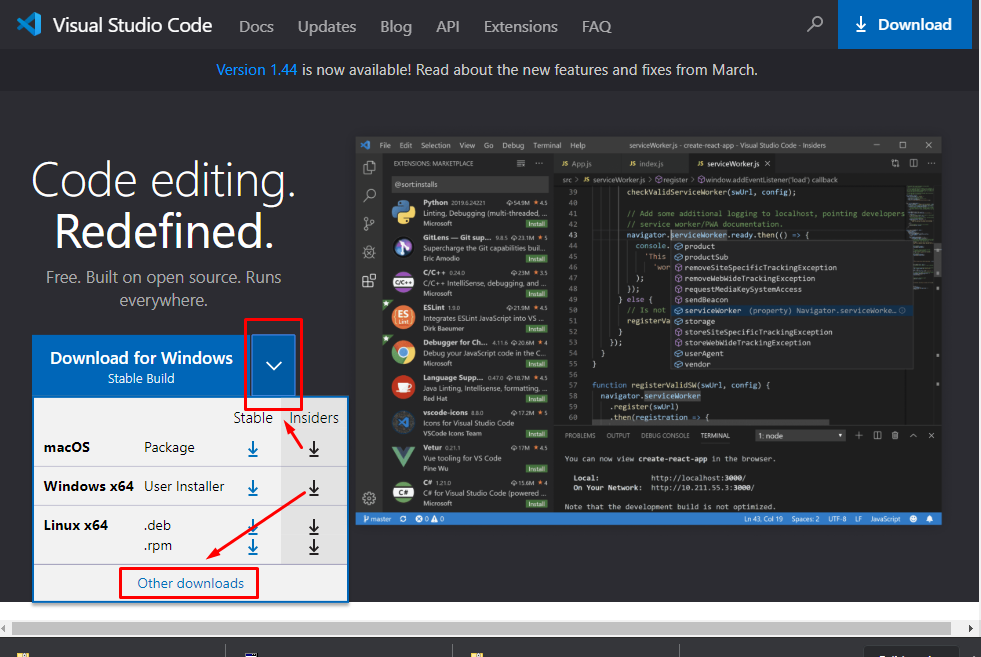 Visual Studio Code Docs Updates Blog API Extensions FAQ Download
Version 1.44 is now available! Read about the new features and fixes from March.
Code editing.
Redefined.
Free. Built on open source. Runs
everywhere.
Download for Windows
Stable Build
Stable Insiders
macOS Package
Windows x64 User Installer
Linux x64 .deb
.rpm
Other downloads
File Edit Selection View Go Debug Terminal Help serviceWorker.js - create-react-app - Visual Studio Code - Insiders
EXTENSIONS: MARKETPLACE
@sort:installs
Python 2019.6.24221 54.9M 4.5
Linting, Debugging (multi-threaded, ...
Microsoft Install
GitLens — Git sup... 9.8.5 23.1M 5
Supercharge the Git capabilities buil...
Eric Amodio Install
C/C++ 0.24.0 23M 3.5
C/C++ IntelliSense, debugging, and ...
Microsoft Install
ESLint 1.9.0 21.9M 4.5
Integrates ESLint JavaScript into VS ...
Dirk Baeumer Install
Debugger for Ch... 4.11.6 20.6M 4
Debug your JavaScript code in the C...
Microsoft Install
Language Supp... 0.47.0 18.7M 4.5
Java Linting, Intellisense, formatting, ...
Red Hat Install
vscode-icons 8.8.0 17.2M 5
Icons for Visual Studio Code
VSCode Icons Team Install
Vetur 0.21.1 17M 4.5
Vue tooling for VS Code
Pine Wu Install
C# 1.21.0 15.6M 4
C# for Visual Studio Code (powered ...
Microsoft Install
JS App.js JS index.js JS serviceWorker.js
src > JS serviceWorker.js > register > window.addEventListener('load') callback
39 checkValidServiceWorker(swUrl, config);
40
41 // Add some additional logging to localhost, pointing developers
42 // service worker/PWA documentation.
43 navigator.serviceWorker.ready.then(() => {
44 console.
45 'This
46 'wor
47 );
48 });
49 } else {
50 // Is not
51 registerVa
52 }
53 });
54 }
55 }
56
57 function registerValidSW(swUrl, config) {
58 navigator.serviceWorker
59 .register(swUrl)
60 .then(registration => {
product
productSub
removeSiteSpecificTrackingException
removeWebWideTrackingException
requestMediaKeySystemAccess
sendBeacon
serviceWorker (property) Navigator.serviceWorke...
storage
storeSiteSpecificTrackingException
storeWebWideTrackingException
userAgent
vendor
PROBLEMS OUTPUT DEBUG CONSOLE TERMINAL 1: node
You can now view create-react-app in the browser.
Local: http://localhost:3000/
On Your Network: http://10.211.55.3:3000/
Note that the development build is not optimized.
master 0 0 Ln 43, Col 19 Spaces: 2 UTF-8 LF JavaScript